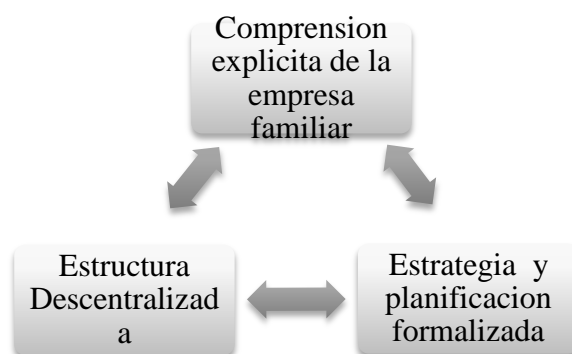 Comprension
explicita de la
empresa
familiar
Estructura
Descentralizad
a
Estrategia y
planificacion
formalizada